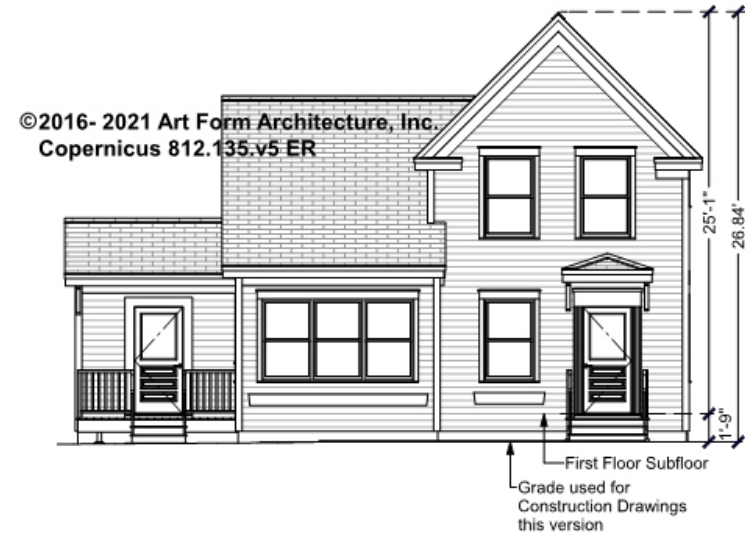 ©2016- 2021 Art Form Architecture, Inc.
Copernicus 812.135.v5 ER
25'-1"
26.84'
1'-9"
First Floor Subfloor
Grade used for
Construction Drawings
this version